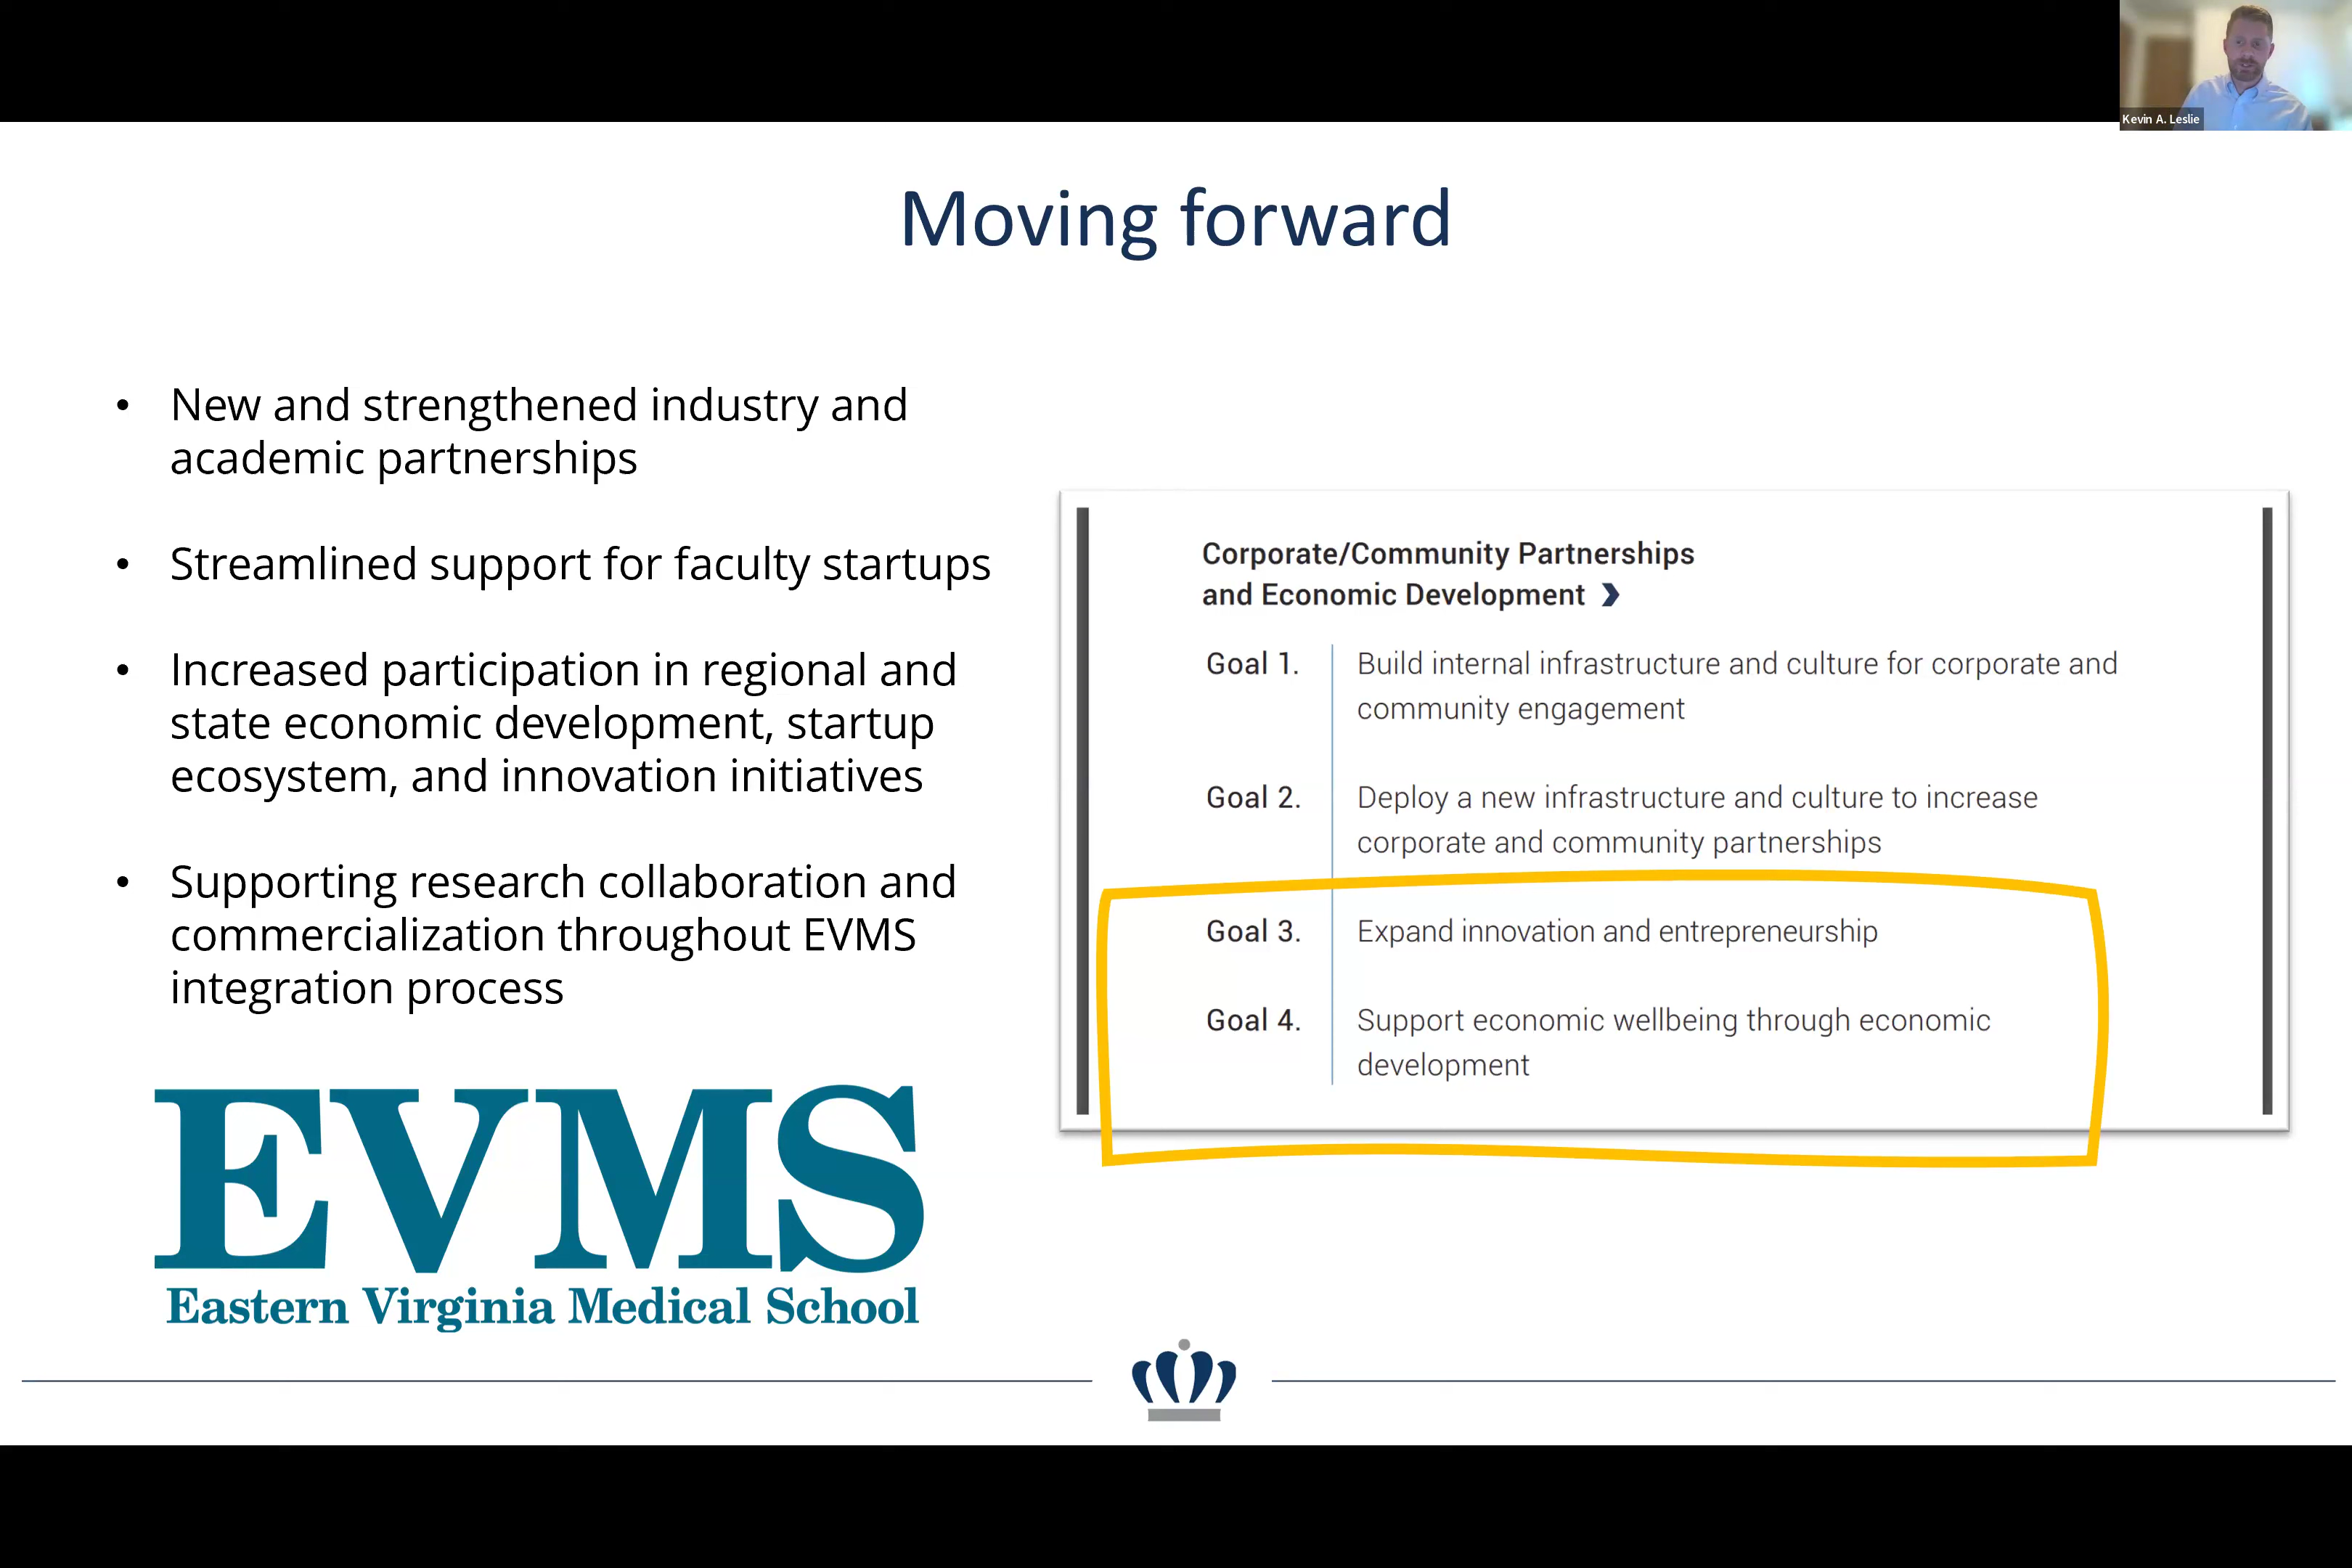 Kevin A. Leslie
Moving forward
• New and strengthened industry and
academic partnerships
• Streamlined support for faculty startups
• Increased participation in regional and
state economic development, startup
ecosystem, and innovation initiatives
• Supporting research collaboration and
commercialization throughout EVMS
integration process
EVMS
Eastern Virginia Medical School
Corporate/Community Partnerships
and Economic Development ❯
Goal 1. Build internal infrastructure and culture for corporate and
community engagement
Goal 2. Deploy a new infrastructure and culture to increase
corporate and community partnerships
Goal 3. Expand innovation and entrepreneurship
Goal 4. Support economic wellbeing through economic
development